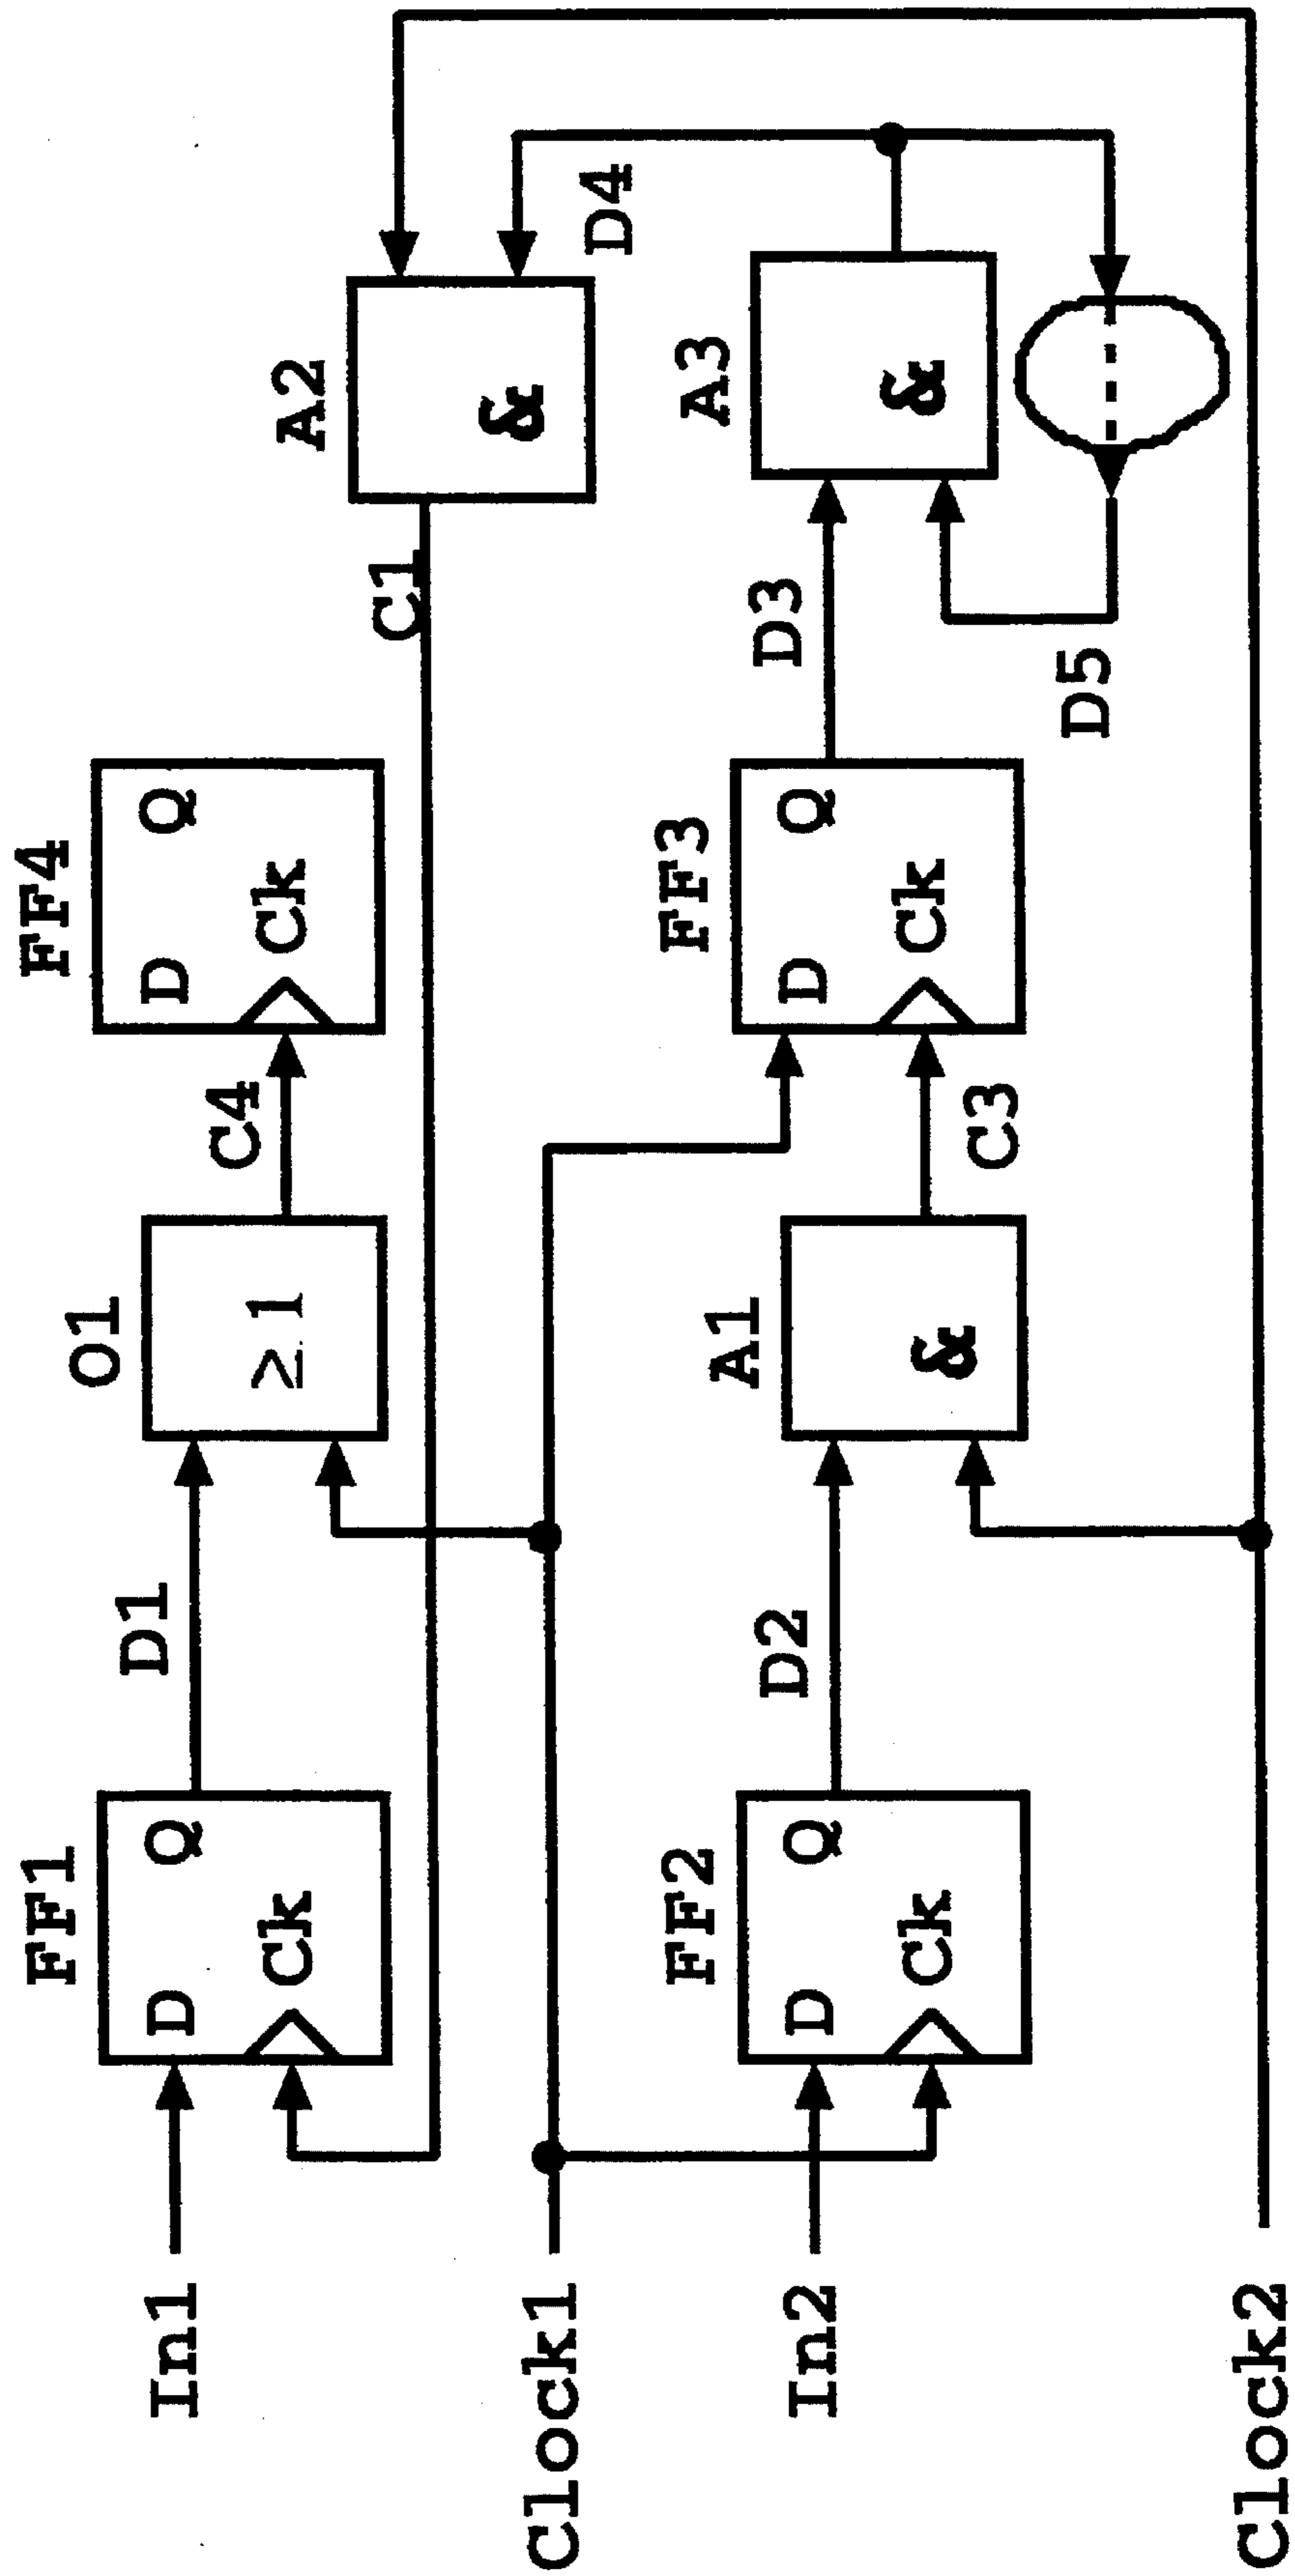 FF1
O1
FF4
D Q
Ck
D1
≥1
C4
D Q
Ck
A2
&
C1
In1
Clock1
D4
FF2
A1
FF3
A3
D Q
Ck
D2
&
C3
D Q
Ck
D3
&
In2
D5
Clock2